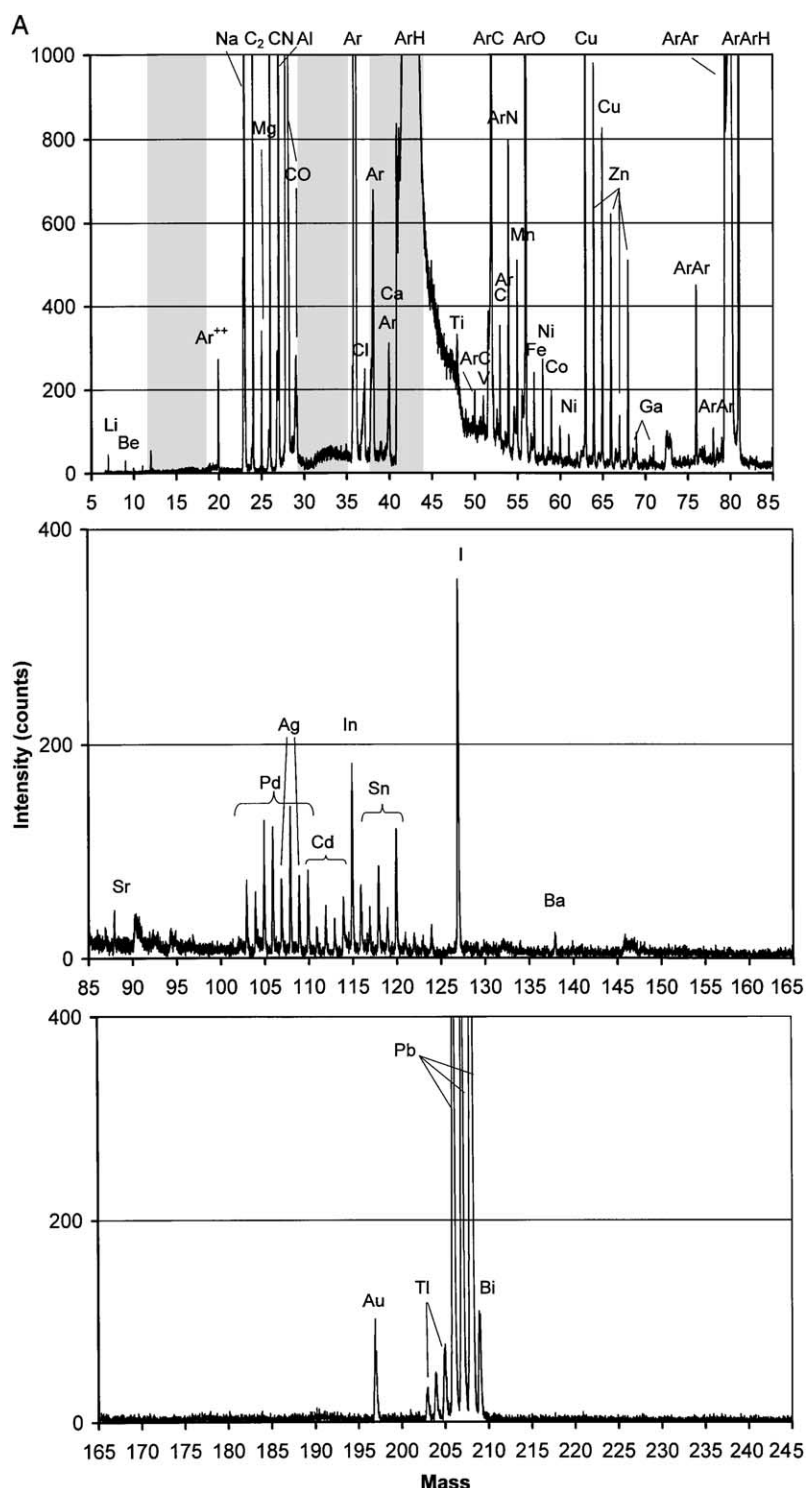 A
Na C₂ CN Al Ar ArH ArC ArO Cu ArAr ArArH
1000
800
600
400
200
0
Mg
CO
Ar⁺⁺
Li
Be
Ar
Ca
Ar
Cl
Ti
ArC
V
ArN
Mn
Ar
C
Fe
Ni
Co
Ni
Cu
Zn
Ga
ArAr
ArAr
5 10 15 20 25 30 35 40 45 50 55 60 65 70 75 80 85
Intensity (counts)
400
200
0
I
Ag
In
Pd
Sn
Cd
Sr
Ba
85 90 95 100 105 110 115 120 125 130 135 140 145 150 155 160 165
400
200
0
Pb
Au
Tl
Bi
165 170 175 180 185 190 195 200 205 210 215 220 225 230 235 240 245
Mass